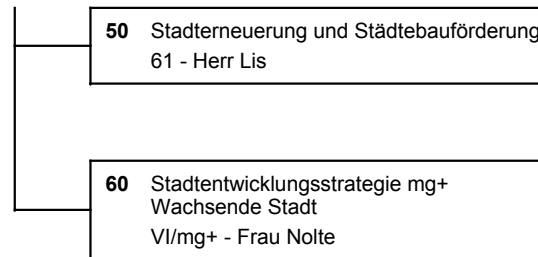 50 Stadterneuerung und Städtebauförderung
61 - Herr Lis
60 Stadtentwicklungsstrategie mg+
Wachsende Stadt
VI/mg+ - Frau Nolte